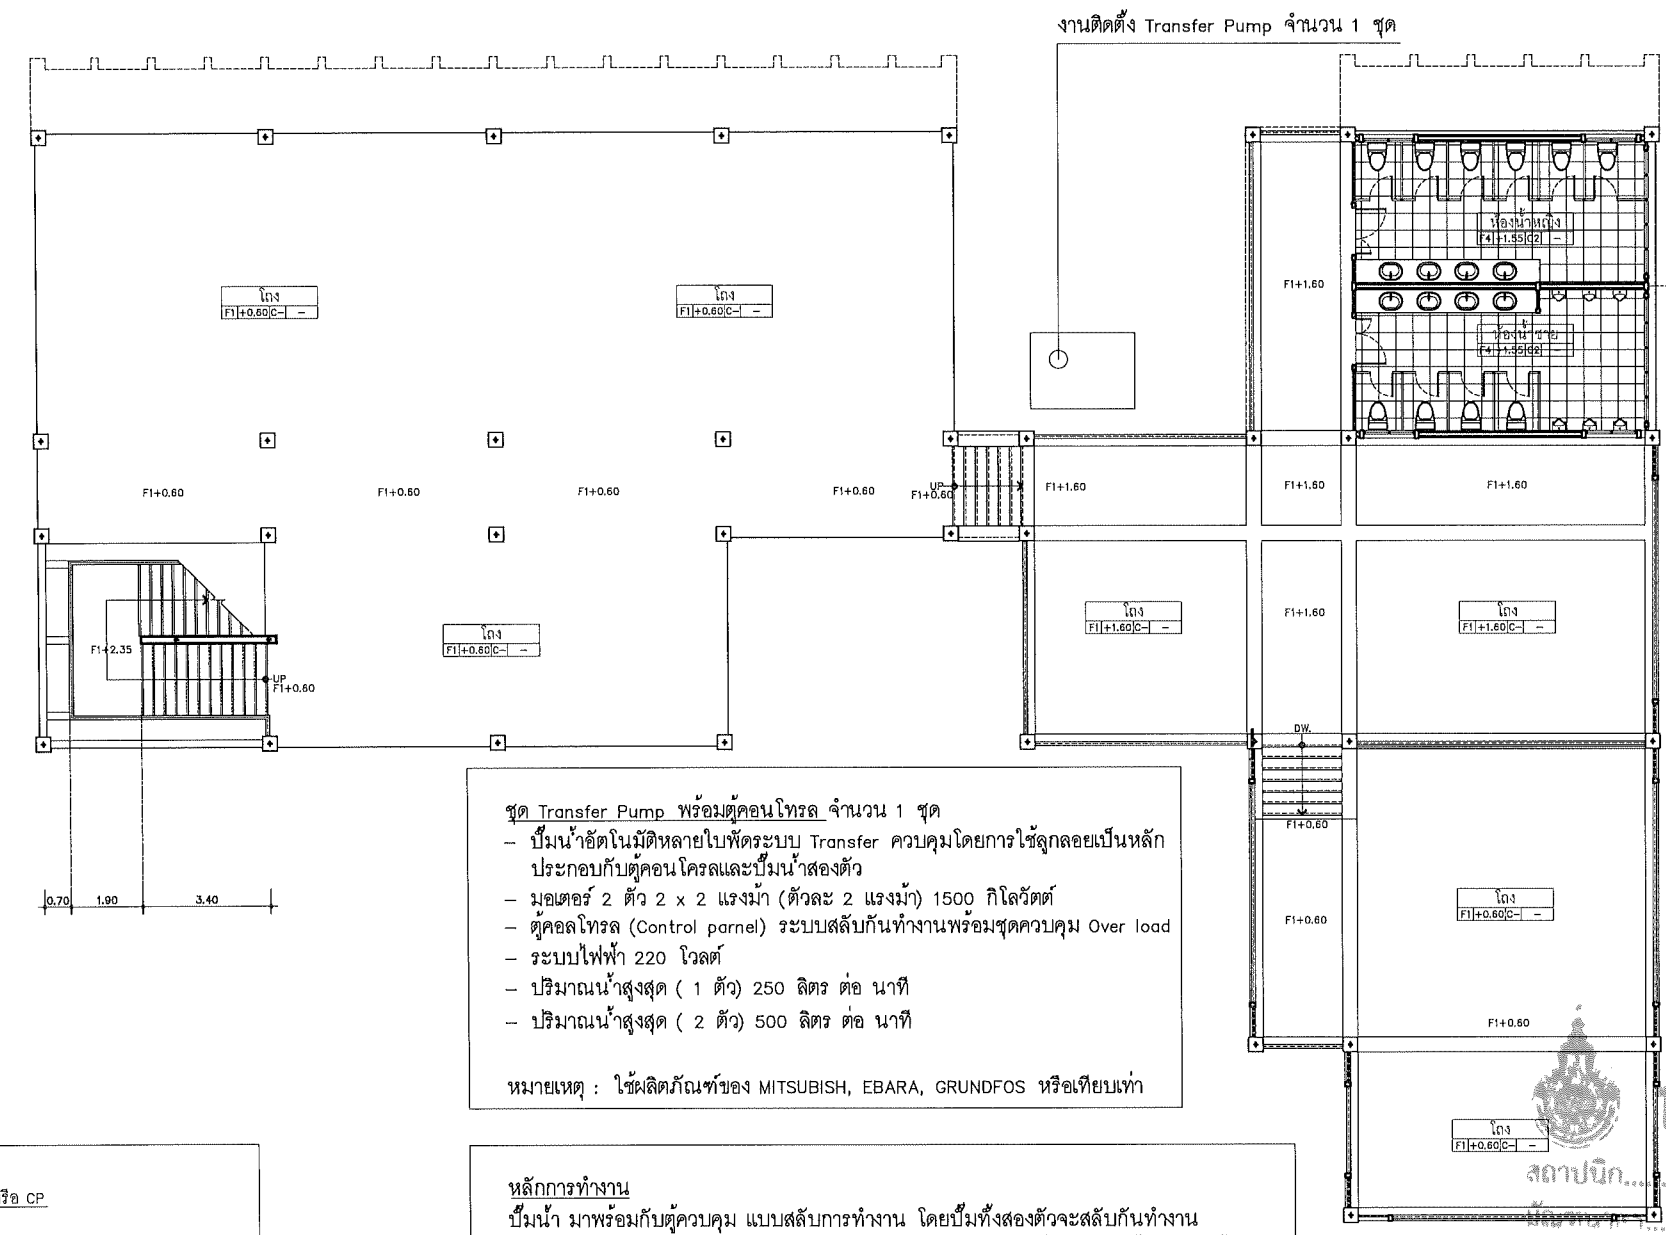 งานติดตั้ง Transfer Pump จำนวน 1 ชุด
ห้องน้ำหญิง
F4 +1.55 C2 -
โถง
F1 +0.60 C- -
โถง
F1 +0.60 C- -
F1+1.60
ห้องน้ำชาย
F4 +1.55 C2 -
F1+0.60
F1+0.60
F1+0.60
F1+0.60
F1+0.60
UP
F1+1.60
F1+1.60
F1+1.60
โถง
F1 +1.60 C- -
F1+1.60
โถง
F1 +1.60 C- -
โถง
F1 +0.60 C- -
F1+2.35
UP
F1+0.60
DW.
F1+0.60
0.70 1.90 3.40
ชุด Transfer Pump พร้อมตู้คอนโทรล จำนวน 1 ชุด
- ปั๊มน้ำอัตโนมัติหลายใบพัดระบบ Transfer ควบคุมโดยการใช้ลูกลอยเป็นหลัก
ประกอบกับตู้คอนโครลและปั๊มน้ำสองตัว
- มอเตอร์ 2 ตัว 2 x 2 แรงม้า (ตัวละ 2 แรงม้า) 1500 กิโลวัตต์
- ตู้คอลโทรล (Control parnel) ระบบสลับกันทำงานพร้อมชุดควบคุม Over load
- ระบบไฟฟ้า 220 โวลต์
- ปริมาณน้ำสูงสุด ( 1 ตัว) 250 ลิตร ต่อ นาที
- ปริมาณน้ำสูงสุด ( 2 ตัว) 500 ลิตร ต่อ นาที
หมายเหตุ : ใช้ผลิตภัณฑ์ของ MITSUBISH, EBARA, GRUNDFOS หรือเทียบเท่า
โถง
F1 +0.60 C- -
F1+0.60
F1+0.60
โถง
F1 +0.60 C- -
สถาปนิก.....
รือ CP
หลักการทำงาน
ปั๊มน้ำ มาพร้อมกับตู้ควบคุม แบบสลับการทำงาน โดยปั๊มทั้งสองตัวจะสลับกันทำงาน